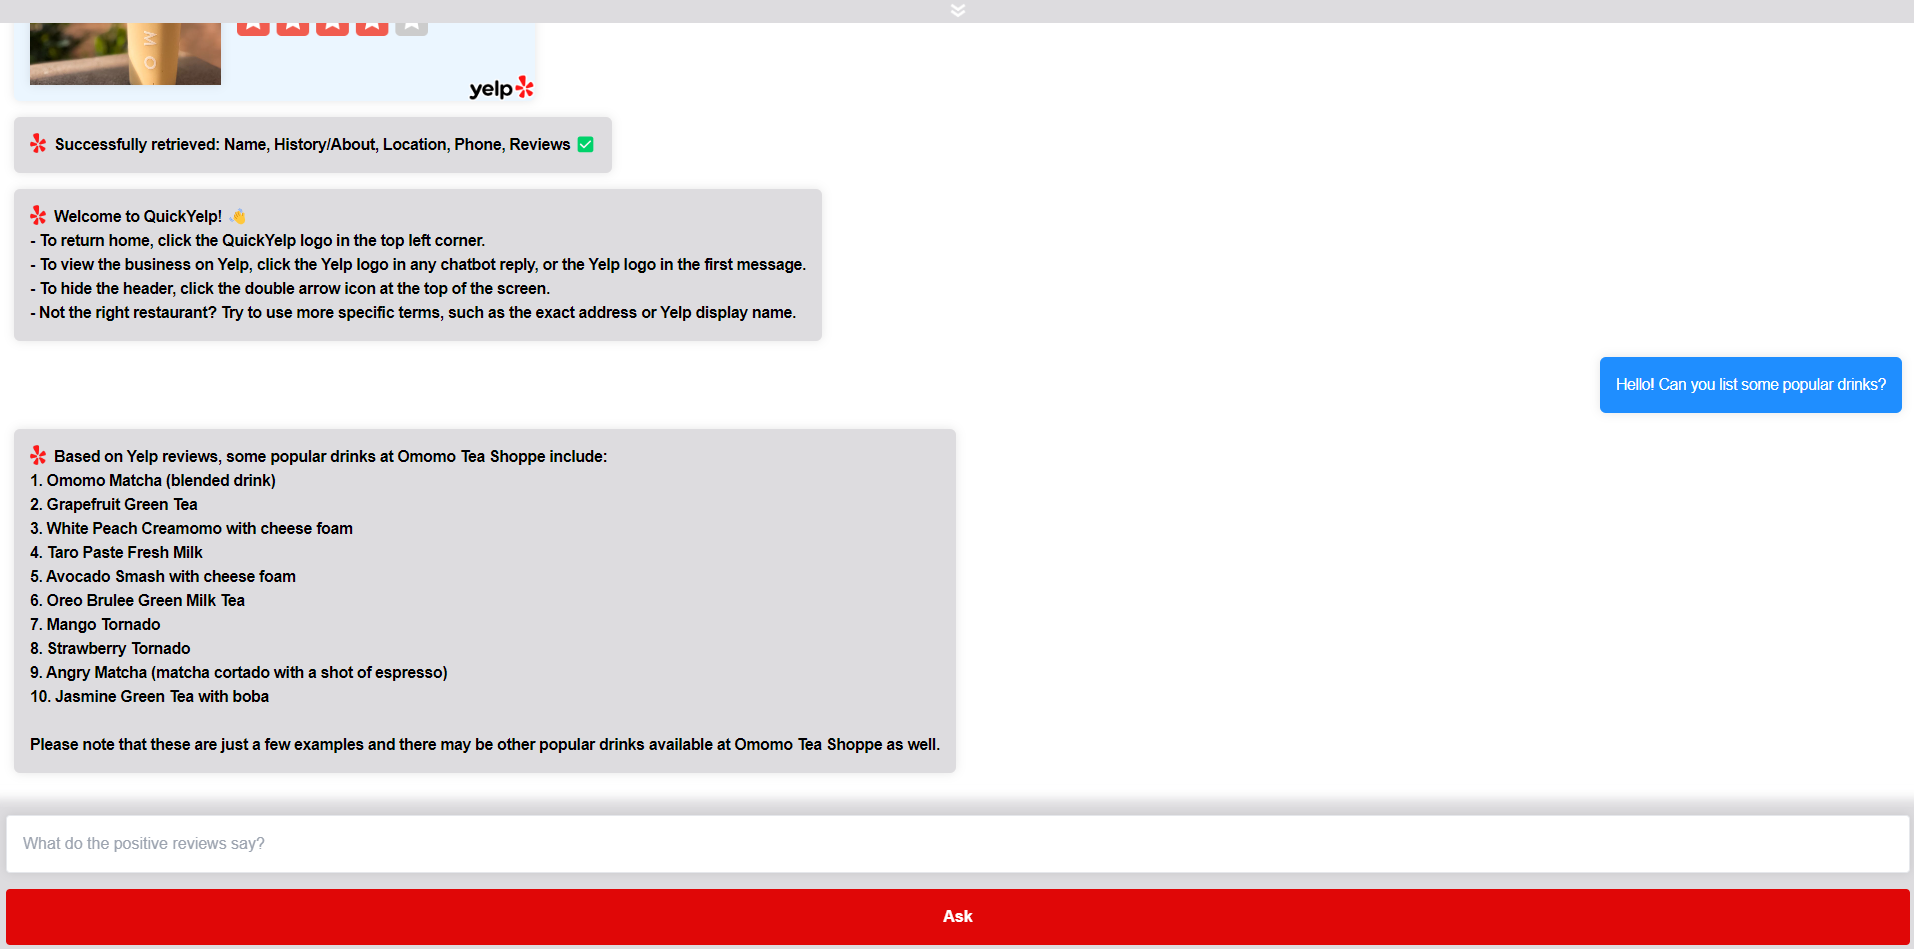 M
O
yelp
Successfully retrieved: Name, History/About, Location, Phone, Reviews ✅
Welcome to QuickYelp! 👋
- To return home, click the QuickYelp logo in the top left corner.
- To view the business on Yelp, click the Yelp logo in any chatbot reply, or the Yelp logo in the first message.
- To hide the header, click the double arrow icon at the top of the screen.
- Not the right restaurant? Try to use more specific terms, such as the exact address or Yelp display name.
Hello! Can you list some popular drinks?
Based on Yelp reviews, some popular drinks at Omomo Tea Shoppe include:
1. Omomo Matcha (blended drink)
2. Grapefruit Green Tea
3. White Peach Creamomo with cheese foam
4. Taro Paste Fresh Milk
5. Avocado Smash with cheese foam
6. Oreo Brulee Green Milk Tea
7. Mango Tornado
8. Strawberry Tornado
9. Angry Matcha (matcha cortado with a shot of espresso)
10. Jasmine Green Tea with boba
Please note that these are just a few examples and there may be other popular drinks available at Omomo Tea Shoppe as well.
What do the positive reviews say?
Ask